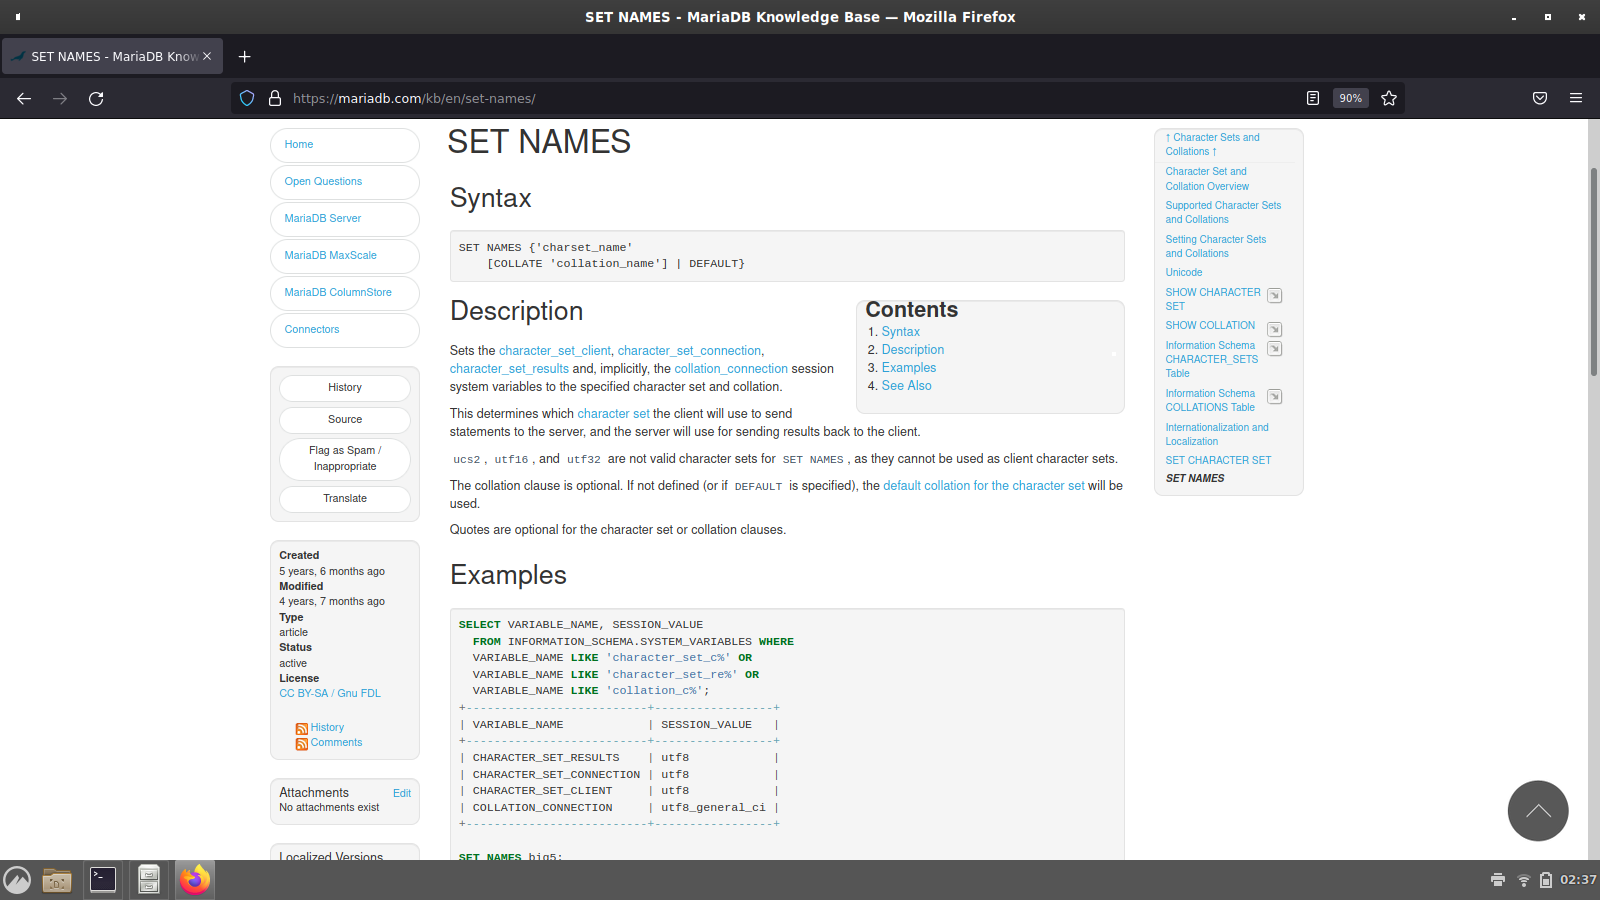 SET NAMES - MariaDB Knowledge Base — Mozilla Firefox
SET NAMES - MariaDB Know
https://mariadb.com/kb/en/set-names/
90%
Home
Open Questions
MariaDB Server
MariaDB MaxScale
MariaDB ColumnStore
Connectors
History
Source
Flag as Spam /
Inappropriate
Translate
Created
5 years, 6 months ago
Modified
4 years, 7 months ago
Type
article
Status
active
License
CC BY-SA / Gnu FDL
History
Comments
Attachments Edit
No attachments exist
Localized Versions
SET NAMES
Syntax
SET NAMES {'charset_name'
    [COLLATE 'collation_name'] | DEFAULT}
Description
Contents
1. Syntax
2. Description
3. Examples
4. See Also
Sets the character_set_client, character_set_connection,
character_set_results and, implicitly, the collation_connection session
system variables to the specified character set and collation.
This determines which character set the client will use to send
statements to the server, and the server will use for sending results back to the client.
ucs2, utf16, and utf32 are not valid character sets for SET NAMES, as they cannot be used as client character sets.
The collation clause is optional. If not defined (or if DEFAULT is specified), the default collation for the character set will be
used.
Quotes are optional for the character set or collation clauses.
Examples
SELECT VARIABLE_NAME, SESSION_VALUE
  FROM INFORMATION_SCHEMA.SYSTEM_VARIABLES WHERE
  VARIABLE_NAME LIKE 'character_set_c%' OR
  VARIABLE_NAME LIKE 'character_set_re%' OR
  VARIABLE_NAME LIKE 'collation_c%';
+--------------------------+-----------------+
| VARIABLE_NAME            | SESSION_VALUE   |
+--------------------------+-----------------+
| CHARACTER_SET_RESULTS    | utf8            |
| CHARACTER_SET_CONNECTION | utf8            |
| CHARACTER_SET_CLIENT     | utf8            |
| COLLATION_CONNECTION     | utf8_general_ci |
+--------------------------+-----------------+
SET NAMES big5;
↑ Character Sets and
Collations ↑
Character Set and
Collation Overview
Supported Character Sets
and Collations
Setting Character Sets
and Collations
Unicode
SHOW CHARACTER
SET
SHOW COLLATION
Information Schema
CHARACTER_SETS
Table
Information Schema
COLLATIONS Table
Internationalization and
Localization
SET CHARACTER SET
SET NAMES
02:37